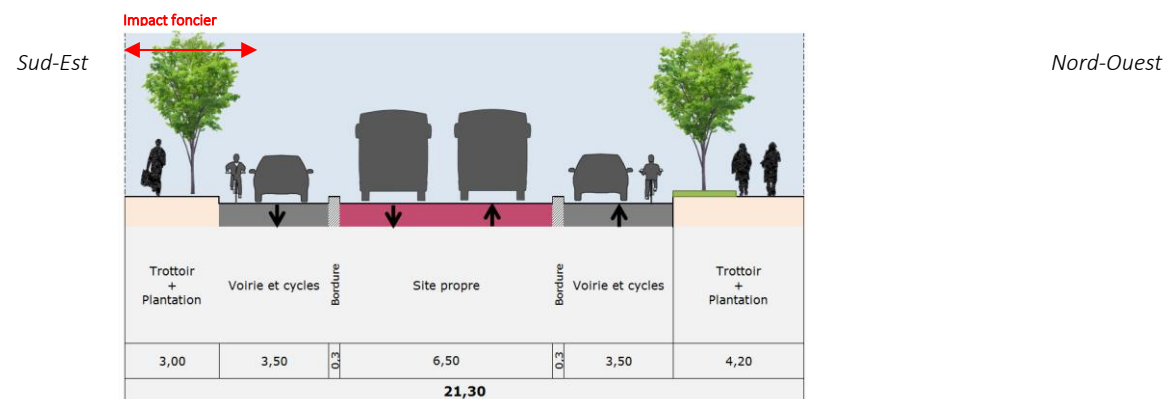 Impact foncier
Sud-Est
Nord-Ouest
Trottoir
+
Plantation
Voirie et cycles
Bordure
Site propre
Bordure
Voirie et cycles
Trottoir
+
Plantation
3,00
3,50
0,3
6,50
0,3
3,50
4,20
21,30